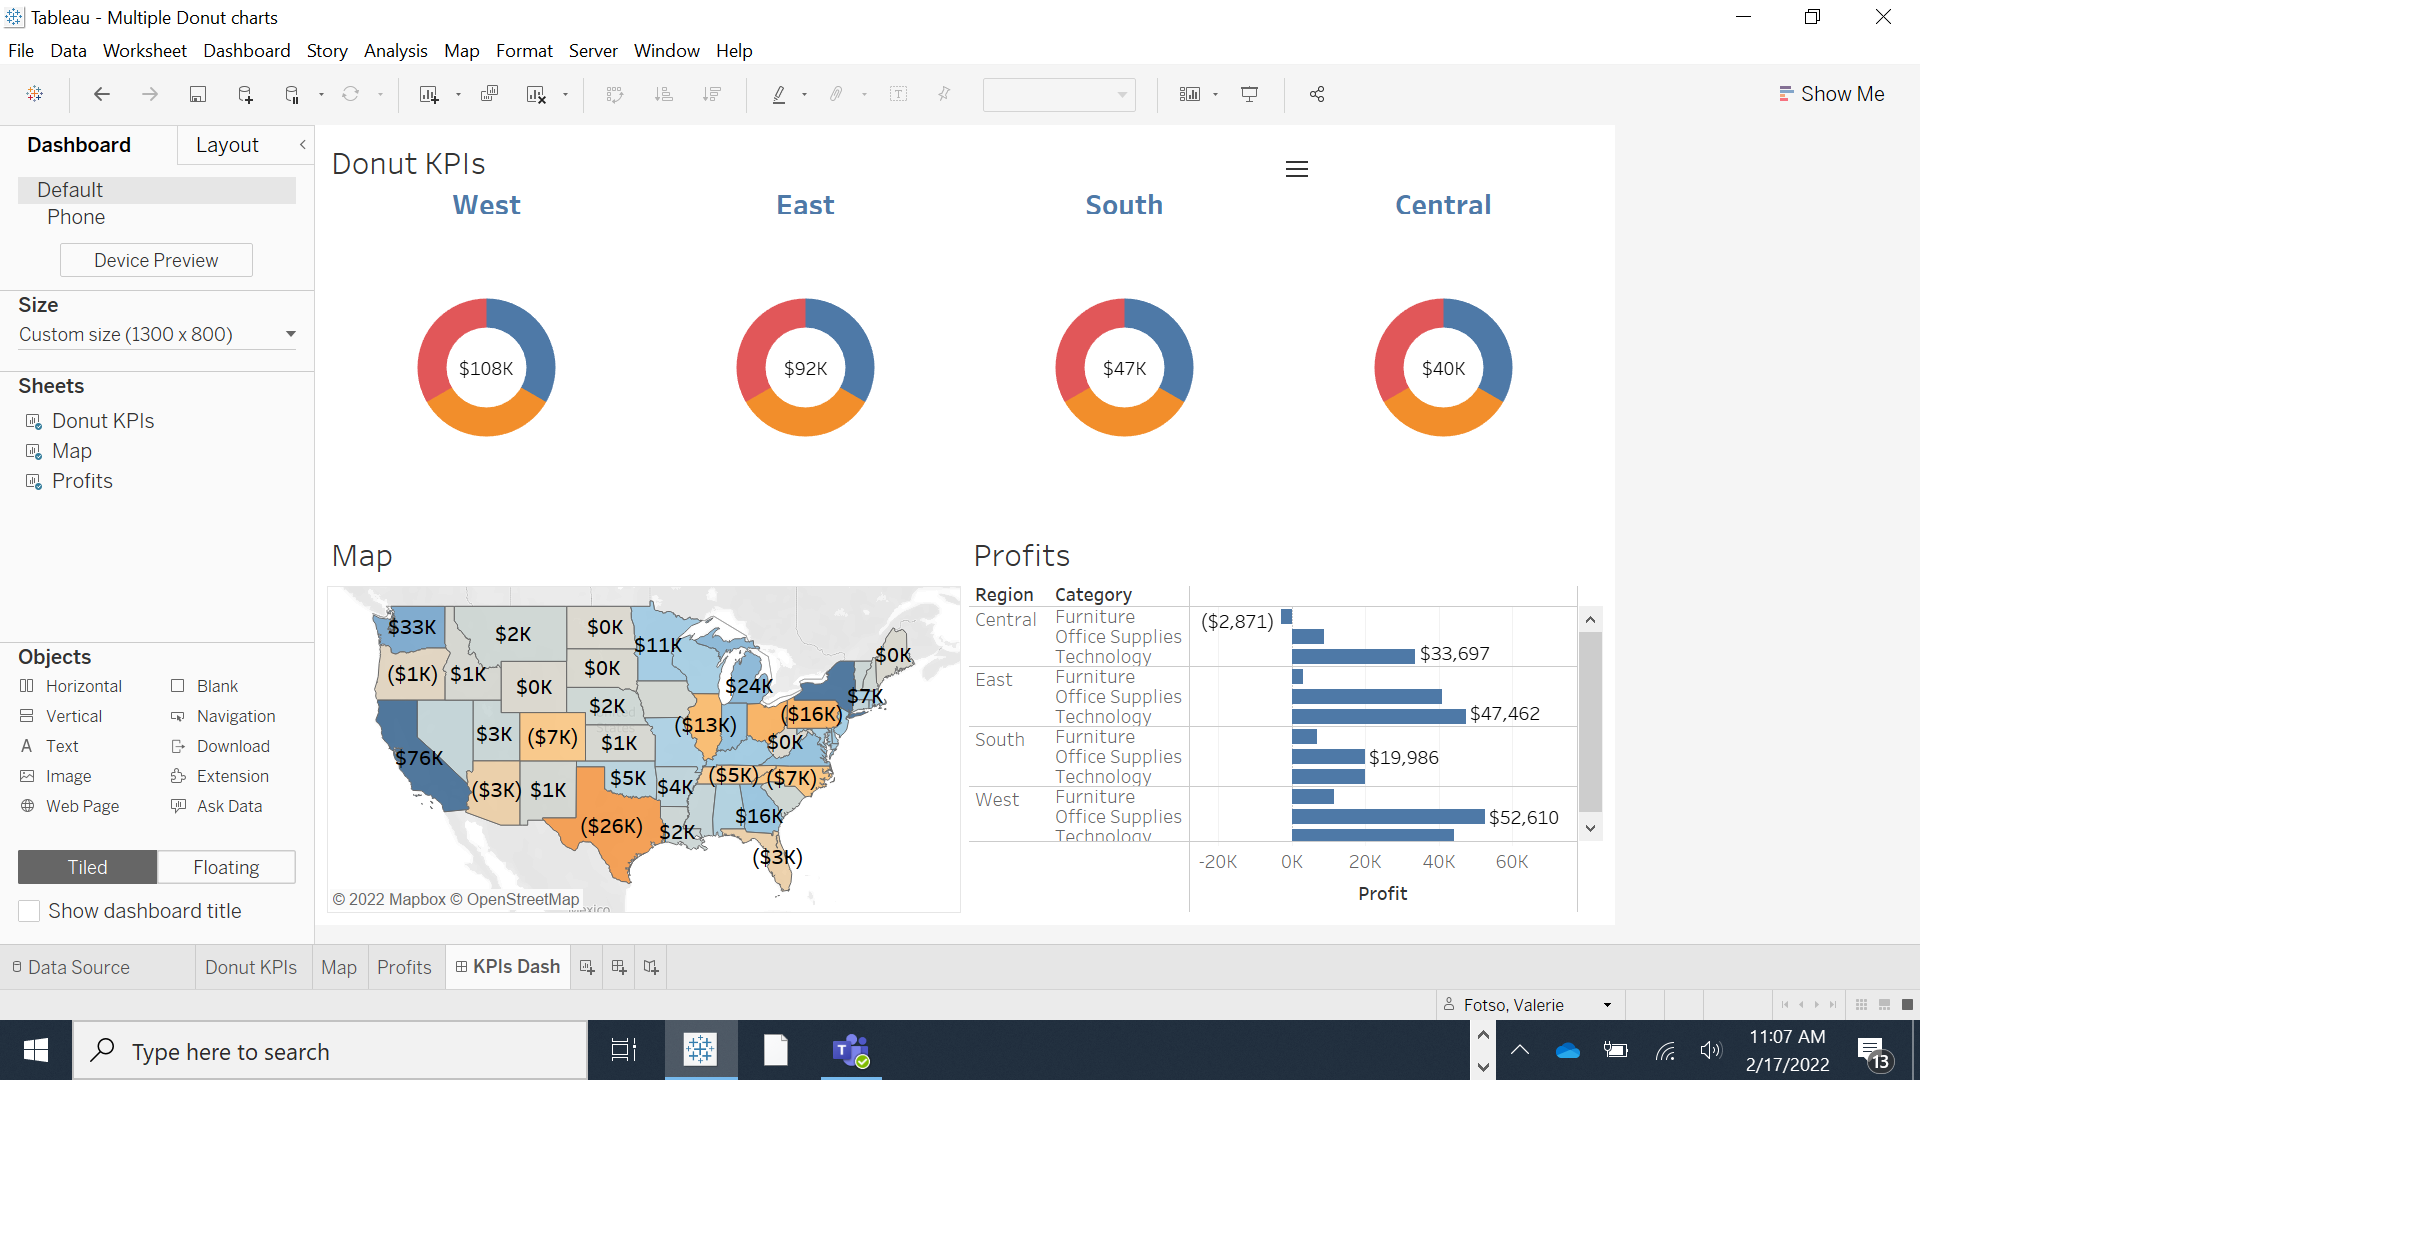 Tableau - Multiple Donut charts
File Data Worksheet Dashboard Story Analysis Map Format Server Window Help
Show Me
Dashboard Layout
Default
Phone
Device Preview
Size
Custom size (1300 x 800)
Sheets
Donut KPIs
Map
Profits
Objects
Horizontal Blank
Vertical Navigation
Text Download
Image Extension
Web Page Ask Data
Tiled Floating
Show dashboard title
Donut KPIs
West East South Central
$108K $92K $47K $40K
Map
$33K
$2K
$0K
$11K
$0K
($1K)
$1K
$0K
$0K
$24K
$7K
$2K
($13K)
($16K)
$3K
($7K)
$1K
$0K
$76K
($3K)
$1K
$5K
$4K
($5K)
($7K)
($26K)
$2K
$16K
($3K)
© 2022 Mapbox © OpenStreetMap
Profits
Region Category
Central Furniture ($2,871)
Office Supplies
Technology $33,697
East Furniture
Office Supplies
Technology $47,462
South Furniture
Office Supplies $19,986
Technology
West Furniture
Office Supplies $52,610
Technology
-20K 0K 20K 40K 60K
Profit
Data Source Donut KPIs Map Profits KPIs Dash
Fotso, Valerie
Type here to search
11:07 AM
2/17/2022
13